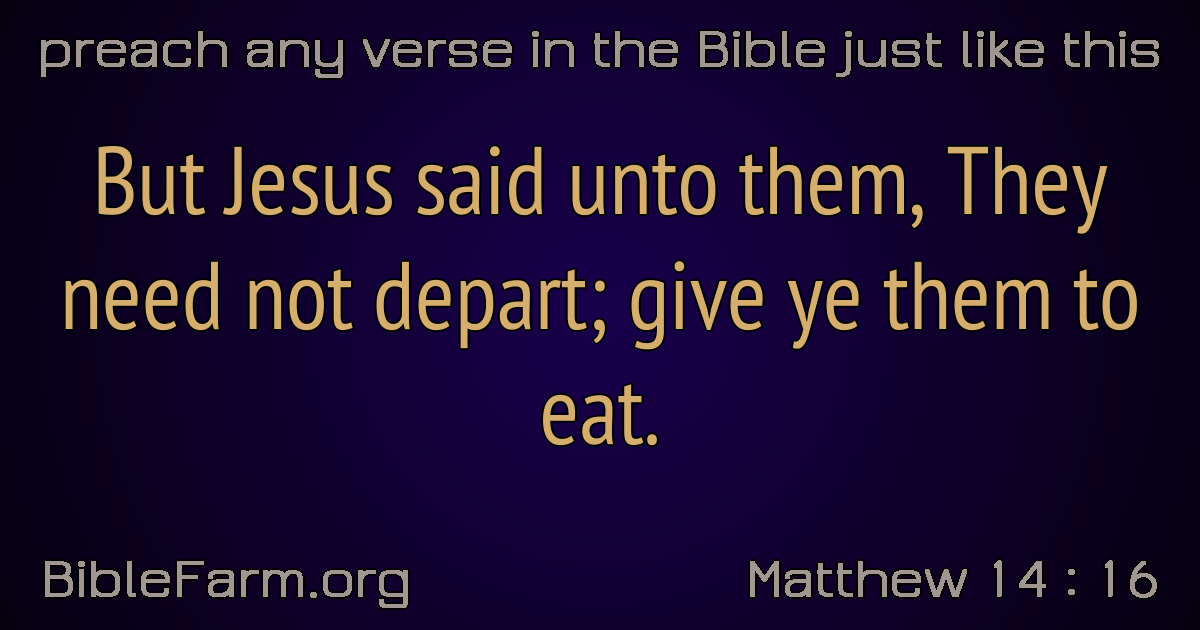 preach any verse in the Bible just like this
But Jesus said unto them, They
need not depart; give ye them to
eat.
BibleFarm.org
Matthew 14 : 16